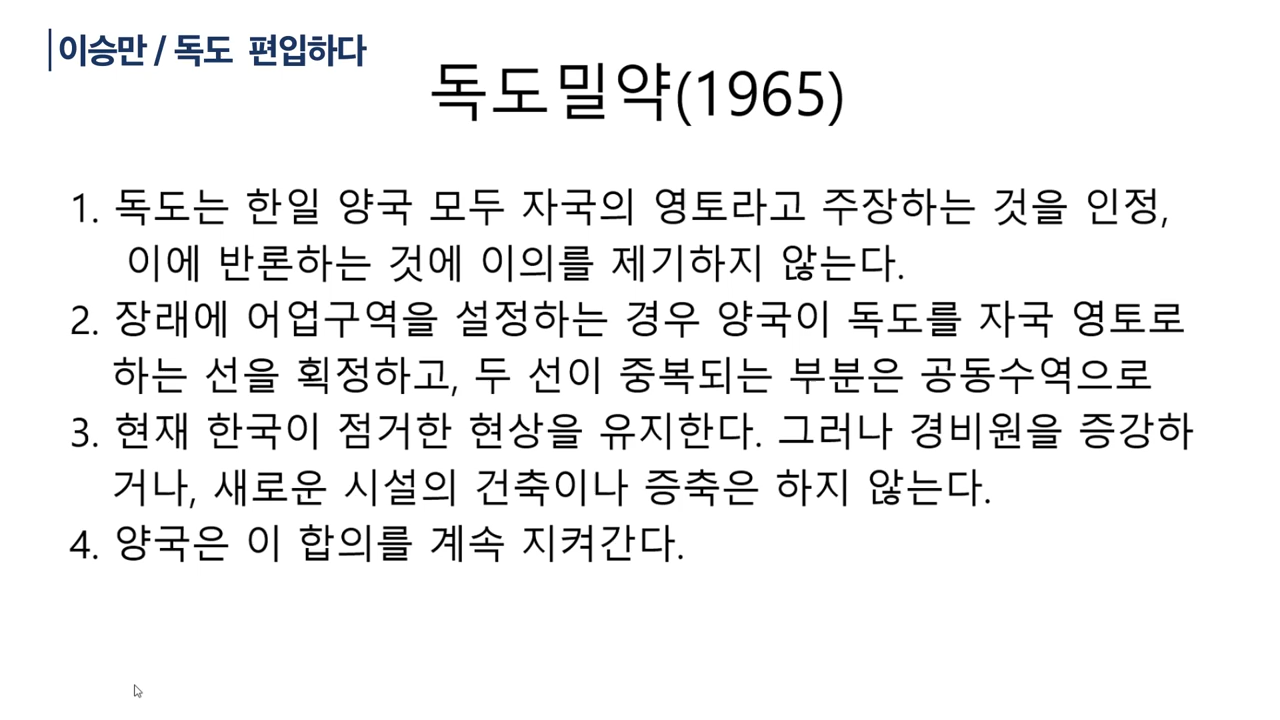 이승만 / 독도 편입하다
독도밀약(1965)
1. 독도는 한일 양국 모두 자국의 영토라고 주장하는 것을 인정,
이에 반론하는 것에 이의를 제기하지 않는다.
2. 장래에 어업구역을 설정하는 경우 양국이 독도를 자국 영토로
하는 선을 획정하고, 두 선이 중복되는 부분은 공동수역으로
3. 현재 한국이 점거한 현상을 유지한다. 그러나 경비원을 증강하
거나, 새로운 시설의 건축이나 증축은 하지 않는다.
4. 양국은 이 합의를 계속 지켜간다.